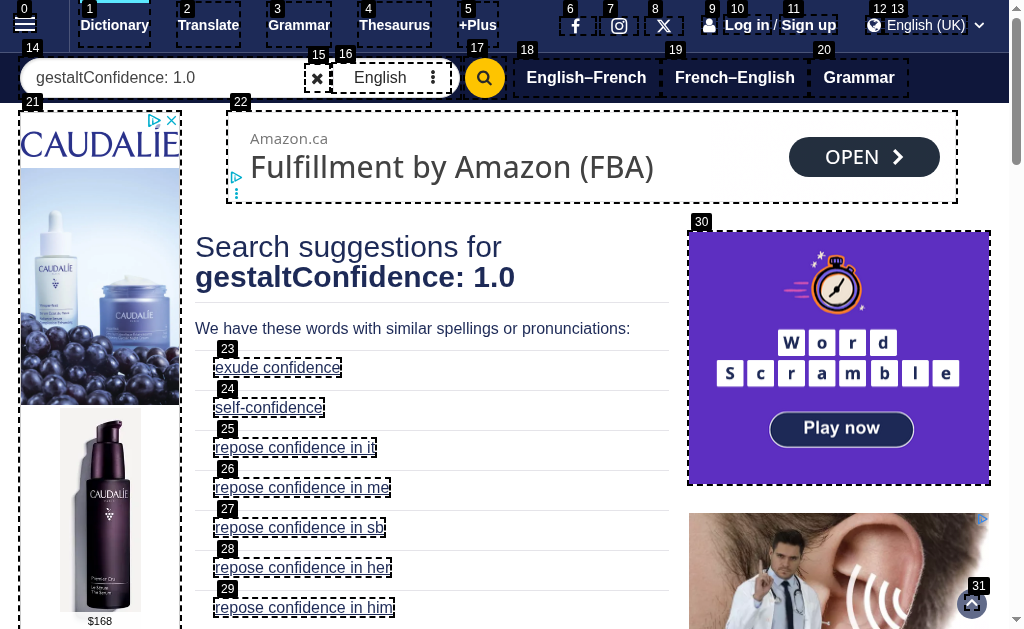 0 1 2 3 4 5 6 7 8 9 10 11 12 13
Dictionary Translate Grammar Thesaurus +Plus Log in / Sign up English (UK)
14 15 16 17 18 19 20
gestaltConfidence: 1.0 English English–French French–English Grammar
21 22
CAUDALÍE
Amazon.ca
Fulfillment by Amazon (FBA)
OPEN
30
Search suggestions for
gestaltConfidence: 1.0
We have these words with similar spellings or pronunciations:
23
exude confidence
24
self-confidence
25
repose confidence in it
26
repose confidence in me
27
repose confidence in sb
28
repose confidence in her
29
repose confidence in him
CAUDALÍE
CAUDALÍE
CAUDALÍE
$168
Word
Scramble
Play now
31